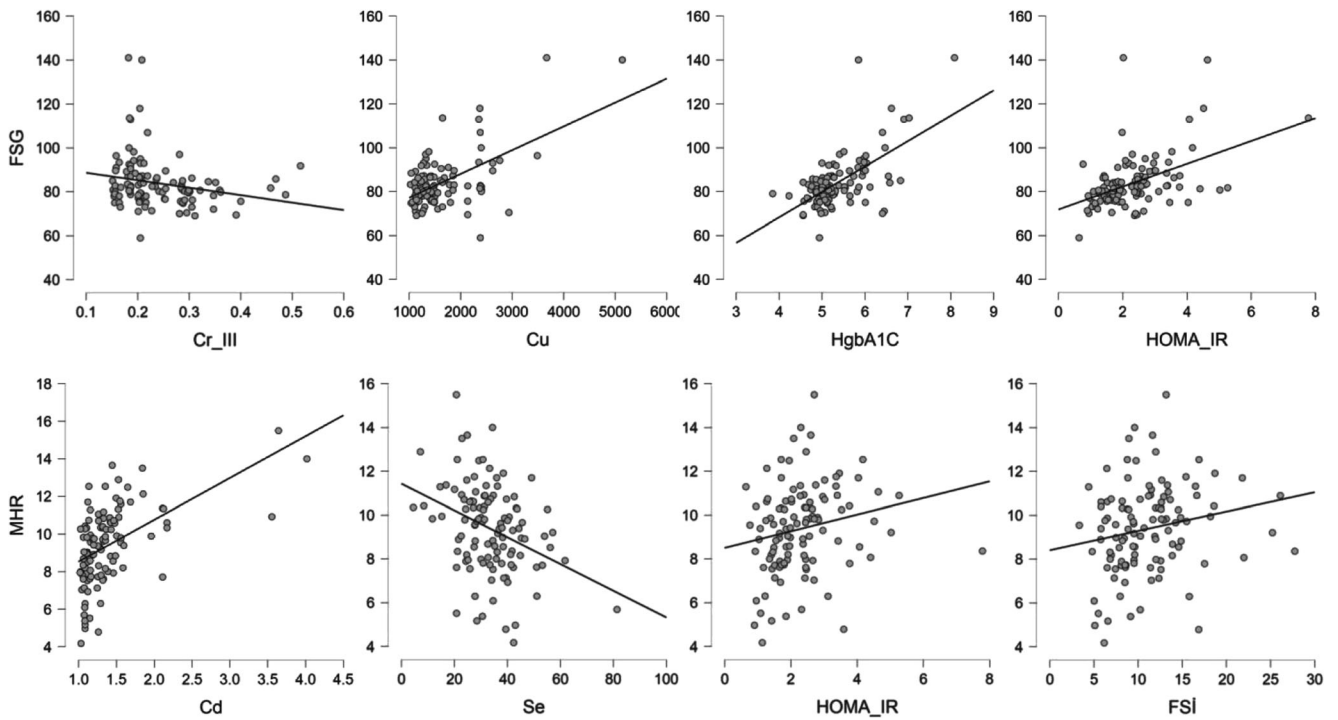 160 160 160 160
140 140 140 140
120 120 120 120
100 100 100 100
80 80 80 80
60 60 60 60
40 40 40 40
FSG
0.1 0.2 0.3 0.4 0.5 0.6 1000 2000 3000 4000 5000 600 3 4 5 6 7 8 9 0 2 4 6 8
Cr_III Cu HgbA1C HOMA_IR
18 16 16 16
16 14 14 14
14 12 12 12
12 10 10 10
10 8 8 8
8 6 6 6
6 4 4 4
4
MHR
1.0 1.5 2.0 2.5 3.0 3.5 4.0 4.5 0 20 40 60 80 100 0 2 4 6 8 0 5 10 15 20 25 30
Cd Se HOMA_IR FSİ